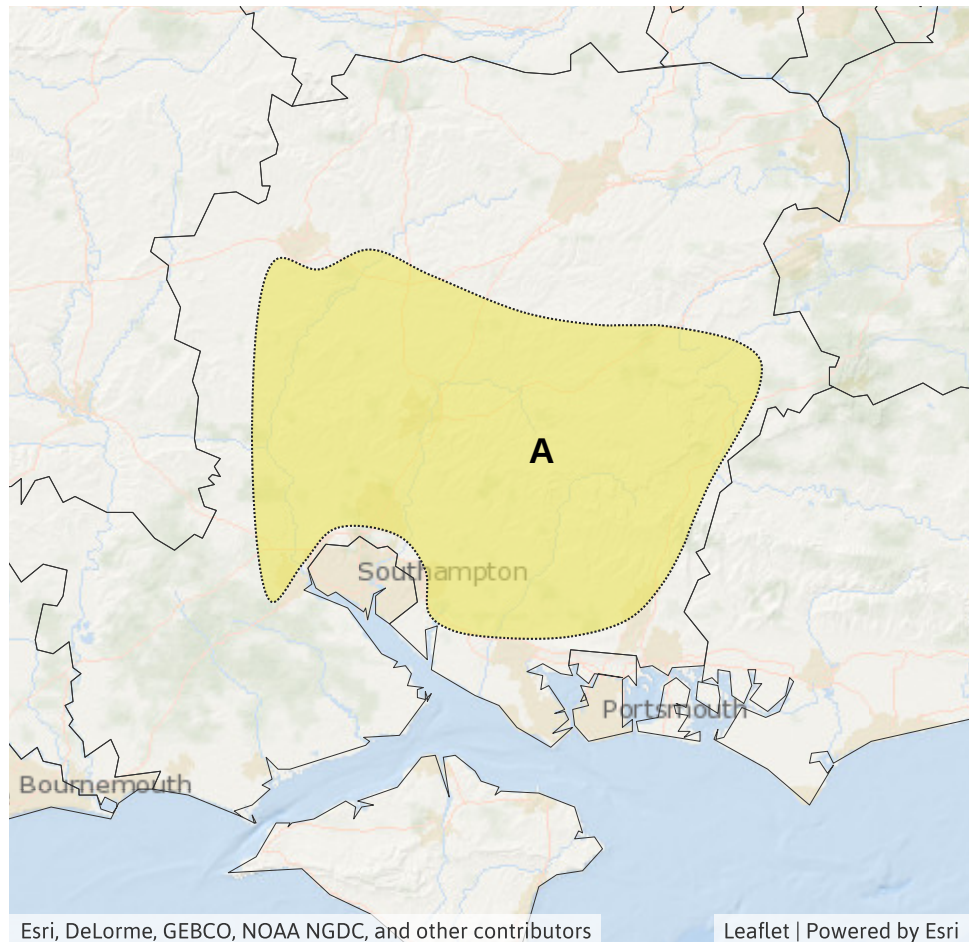 A
Southampton
Portsmouth
Bournemouth
Esri, DeLorme, GEBCO, NOAA NGDC, and other contributors
Leaflet | Powered by Esri